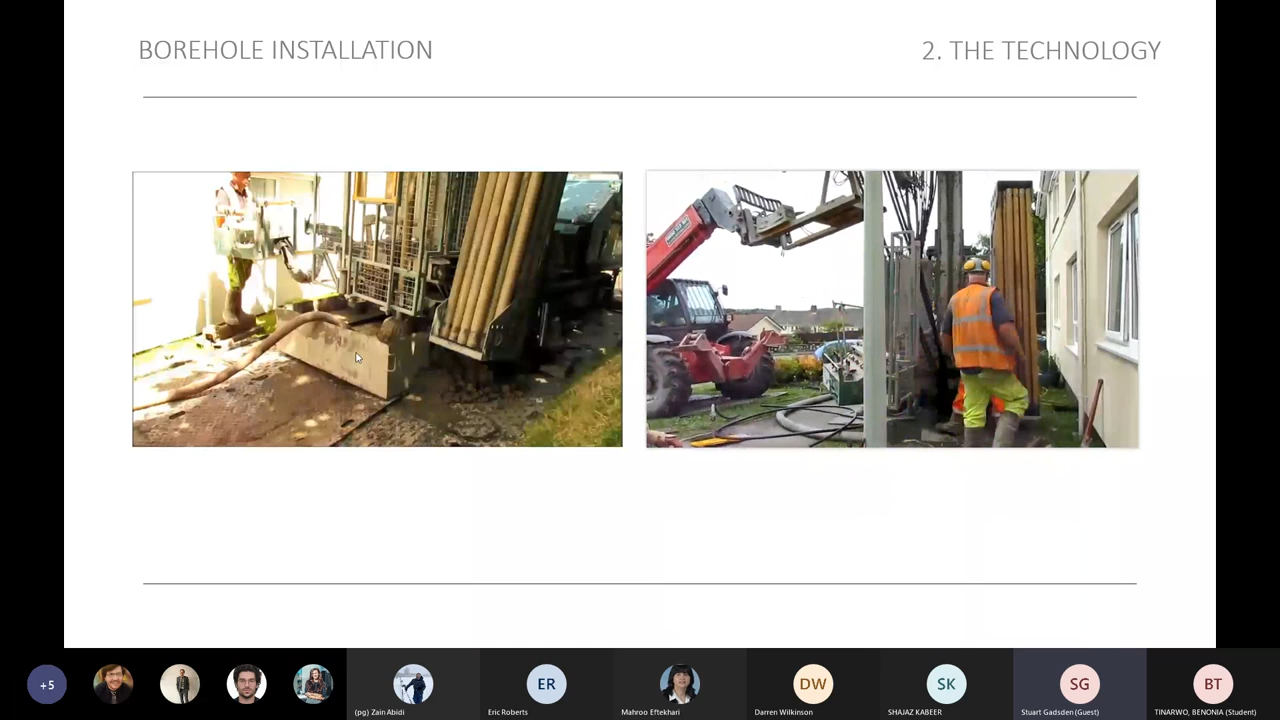 BOREHOLE INSTALLATION
2. THE TECHNOLOGY
+5
(pg) Zain Abidi
ER
Eric Roberts
Mahroo Eftekhari
DW
Darren Wilkinson
SK
SHAJAZ KABEER
SG
Stuart Gadsden (Guest)
BT
TINARWO, BENONIA (Student)